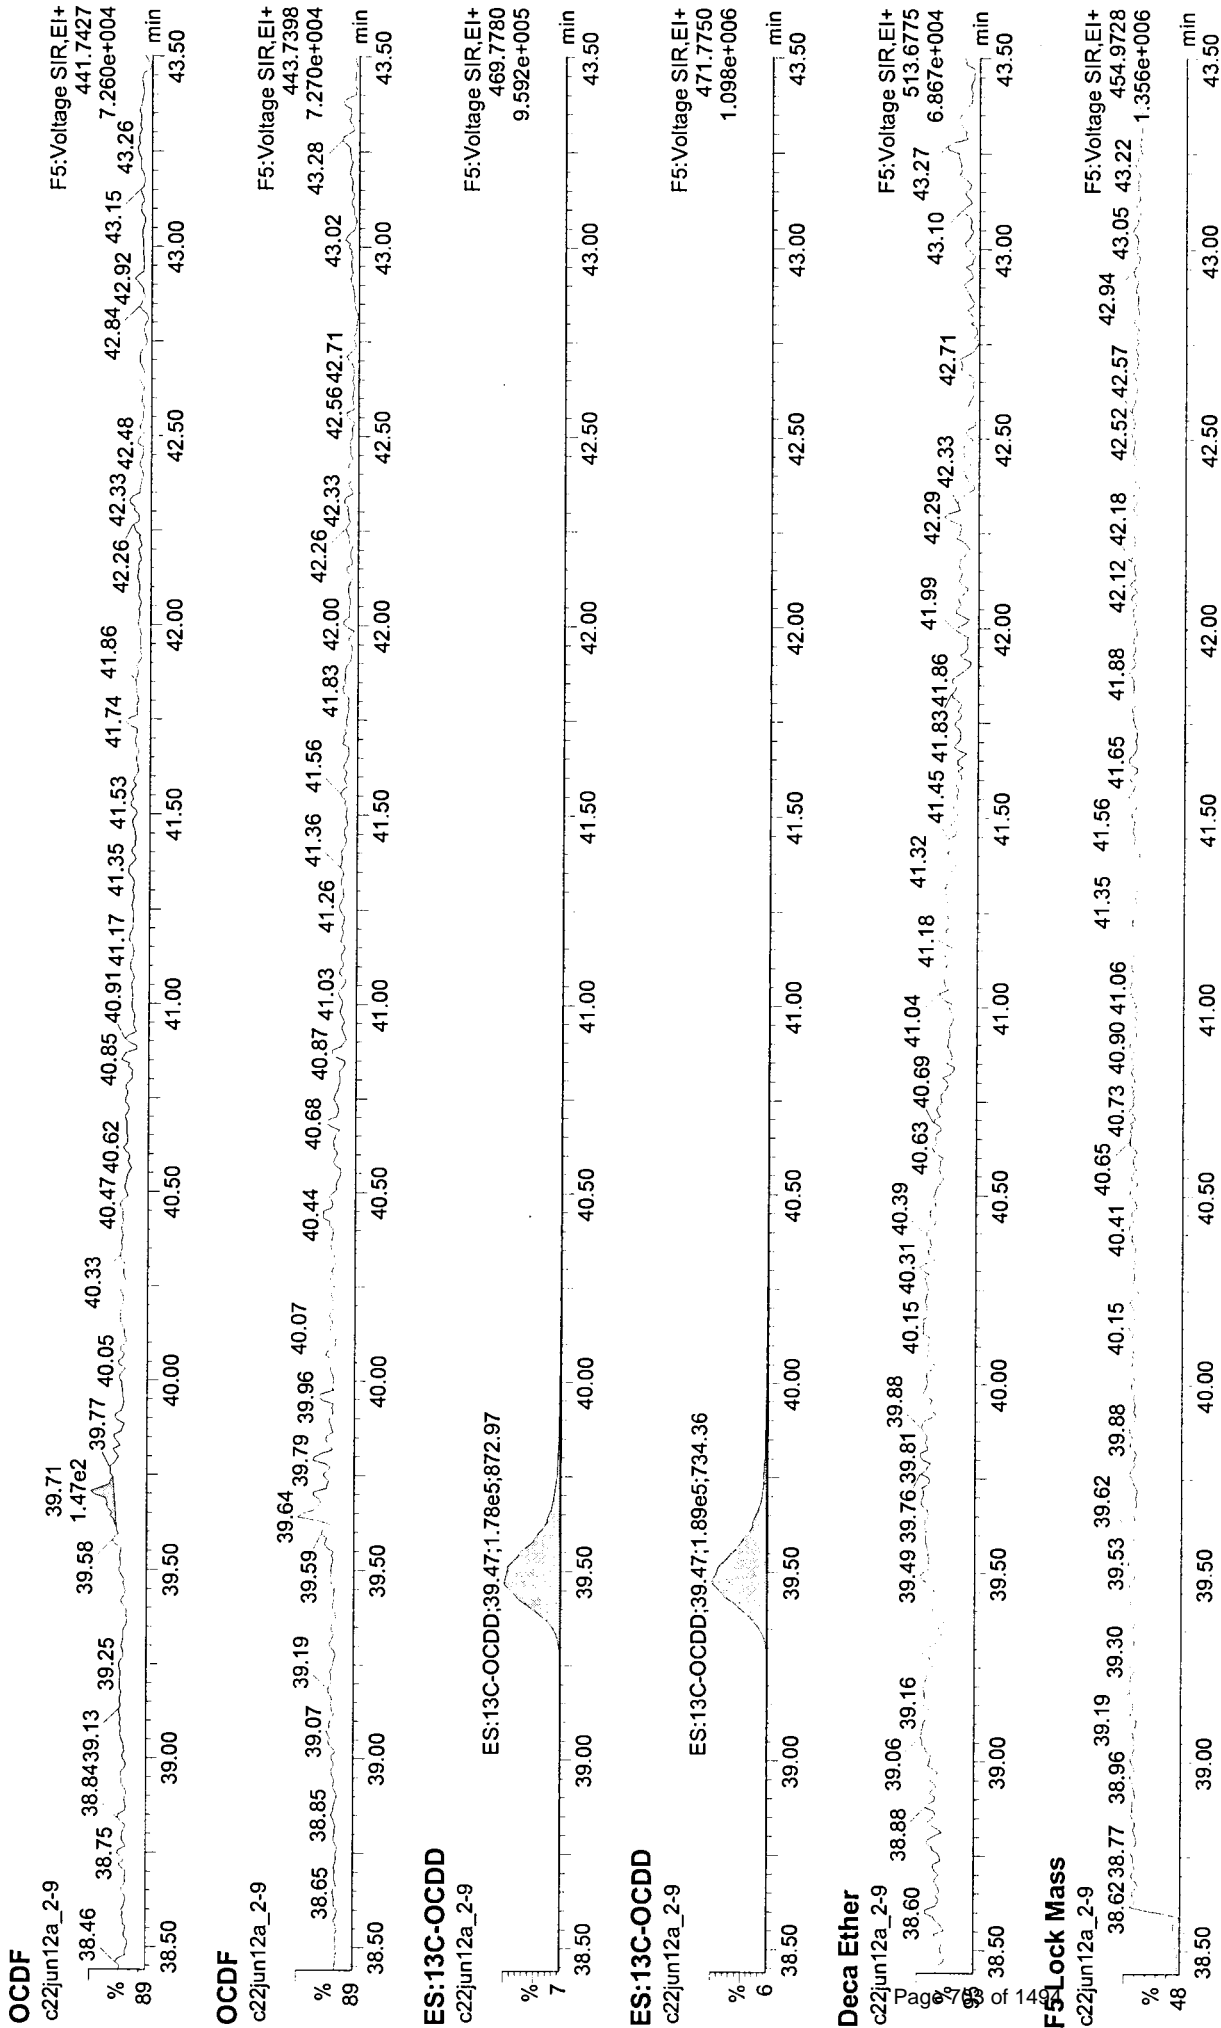 OCDF
c22jun12a_2-9
F5:Voltage SIR,EI+
441.7427
7.260e+004
38.46 38.75 38.84 39.13 39.25 39.58 39.71 39.77 40.05 40.33 40.47 40.62 40.85 40.91 41.17 41.35 41.53 41.74 41.86 42.26 42.33 42.48 42.84 42.92 43.15 43.26
1.47e2
%
89
min
38.50 39.00 39.50 40.00 40.50 41.00 41.50 42.00 42.50 43.00 43.50
OCDF
c22jun12a_2-9
F5:Voltage SIR,EI+
443.7398
7.270e+004
38.65 38.85 39.07 39.19 39.59 39.64 39.79 39.96 40.07 40.44 40.68 40.87 41.03 41.26 41.36 41.56 41.83 42.00 42.26 42.33 42.56 42.71 43.02 43.28
%
89
min
38.50 39.00 39.50 40.00 40.50 41.00 41.50 42.00 42.50 43.00 43.50
ES:13C-OCDD
c22jun12a_2-9
F5:Voltage SIR,EI+
469.7780
9.592e+005
ES:13C-OCDD;39.47;1.78e5;872.97
%
7
min
38.50 39.00 39.50 40.00 40.50 41.00 41.50 42.00 42.50 43.00 43.50
ES:13C-OCDD
c22jun12a_2-9
F5:Voltage SIR,EI+
471.7750
1.098e+006
ES:13C-OCDD;39.47;1.89e5;734.36
%
6
min
38.50 39.00 39.50 40.00 40.50 41.00 41.50 42.00 42.50 43.00 43.50
Deca Ether
c22jun12a_2-9
F5:Voltage SIR,EI+
513.6775
6.867e+004
38.60 38.88 39.06 39.16 39.49 39.76 39.81 39.88 40.15 40.31 40.39 40.63 40.69 41.04 41.18 41.32 41.45 41.83 41.86 41.99 42.29 42.33 42.71 43.10 43.27
%
min
38.50 39.00 39.50 40.00 40.50 41.00 41.50 42.00 42.50 43.00 43.50
F5-Lock Mass
c22jun12a_2-9
F5:Voltage SIR,EI+
454.9728
1.356e+006
38.62 38.77 38.96 39.19 39.30 39.53 39.62 39.88 40.15 40.41 40.65 40.73 40.90 41.06 41.35 41.56 41.65 41.88 42.12 42.18 42.52 42.57 42.94 43.05 43.22
%
48
min
38.50 39.00 39.50 40.00 40.50 41.00 41.50 42.00 42.50 43.00 43.50
of 1494